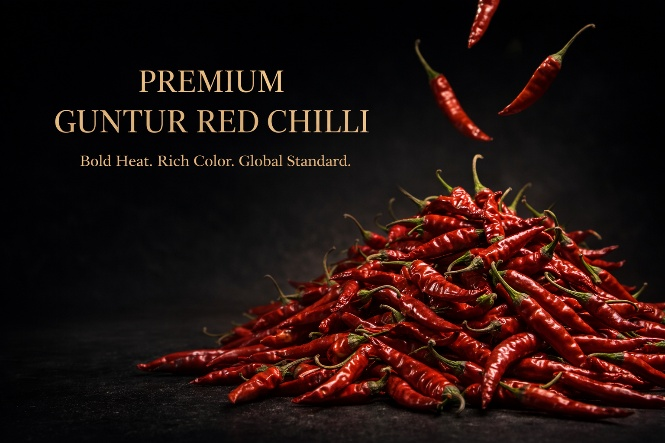 PREMIUM
GUNTUR RED CHILLI
Bold Heat. Rich Color. Global Standard.